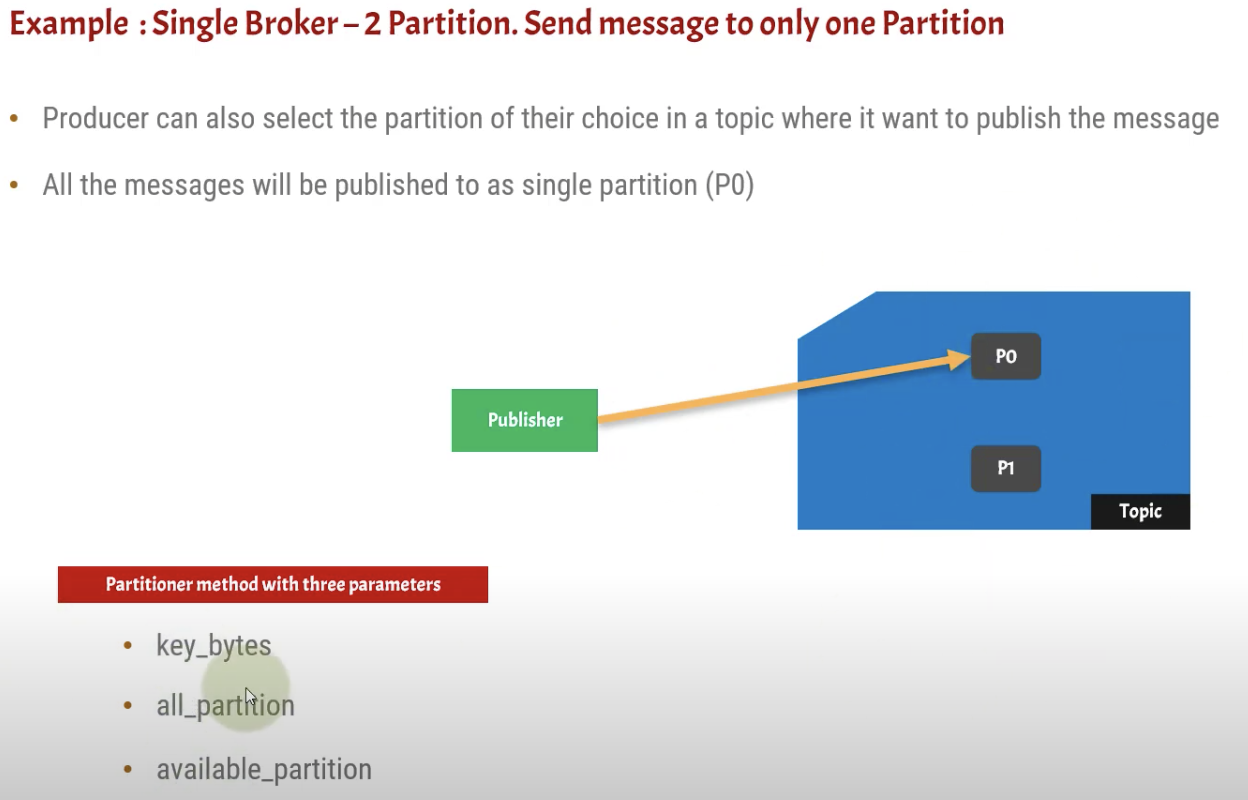 Example : Single Broker – 2 Partition. Send message to only one Partition
• Producer can also select the partition of their choice in a topic where it want to publish the message
• All the messages will be published to as single partition (P0)
P0
Publisher
P1
Topic
Partitioner method with three parameters
• key_bytes
• all_partition
• available_partition